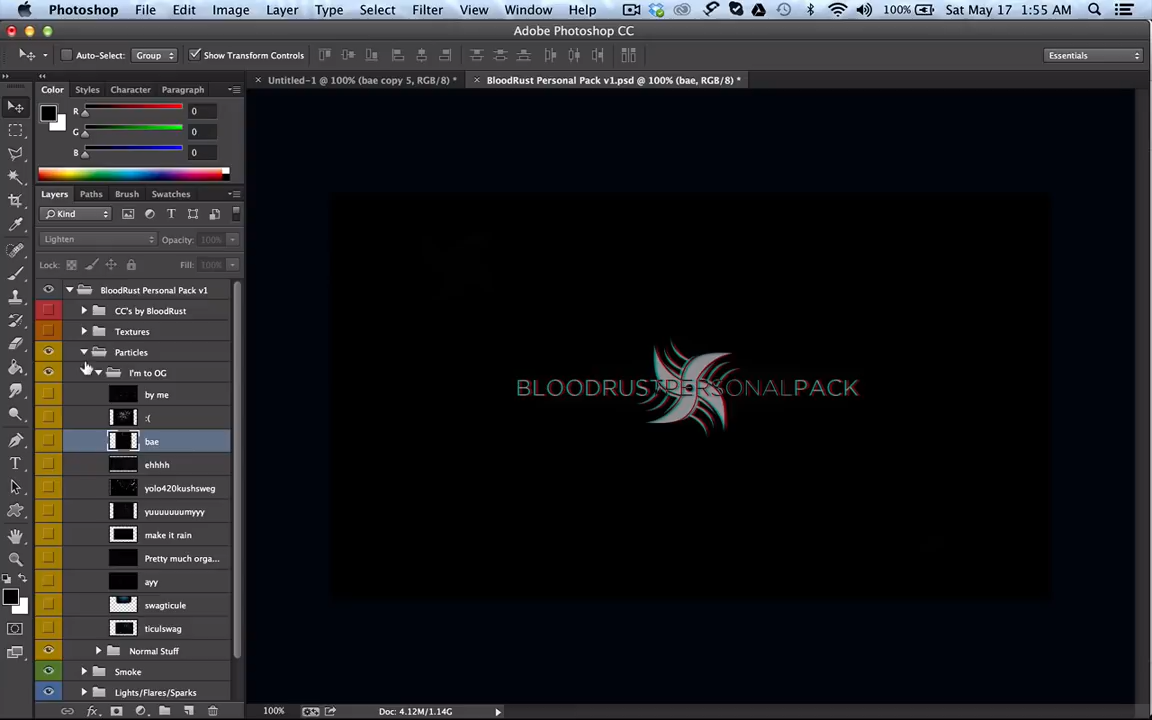 Photoshop File Edit Image Layer Type Select Filter View Window Help 100% Sat May 17 1:55 AM
Adobe Photoshop CC
Auto-Select: Group Show Transform Controls Essentials
Color Styles Character Paragraph
Untitled-1 @ 100% (bae copy 5, RGB/8) *
BloodRust Personal Pack v1.psd @ 100% (bae, RGB/8) *
R 0
G 0
B 0
Layers Paths Brush Swatches
Kind
Lighten Opacity: 100%
Lock: Fill: 100%
BloodRust Personal Pack v1
CC's by BloodRust
Textures
Particles
I'm to OG
by me
:(
bae
BLOODRUSTPERSONALPACK
ehhhh
yolo420kushsweg
yuuuuuuumyyy
make it rain
Pretty much orga...
ayy
swagticule
ticulswag
Normal Stuff
Smoke
Lights/Flares/Sparks
100% Doc: 4.12M/1.14G